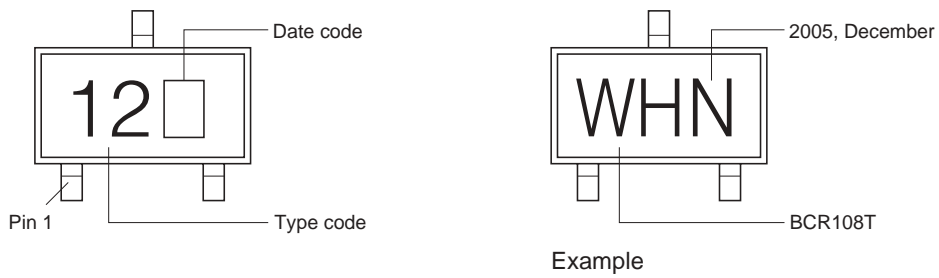 Date code
12
Pin 1
Type code
2005, December
WHN
BCR108T
Example